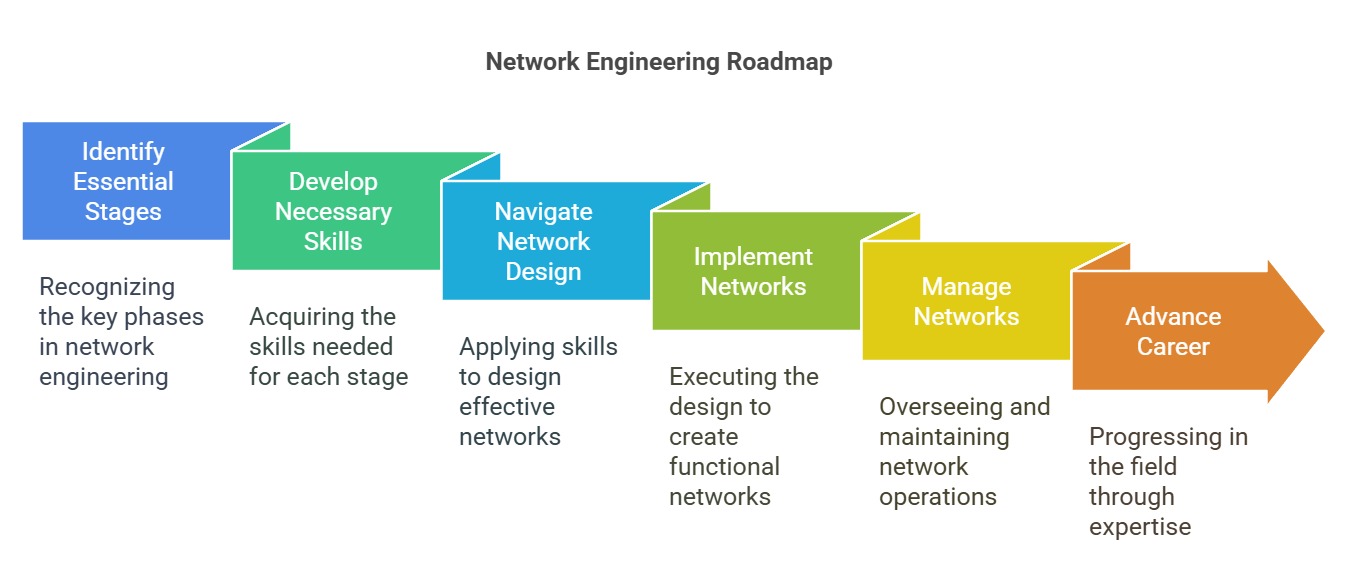 Network Engineering Roadmap
Identify
Essential
Stages
Recognizing
the key phases
in network
engineering
Develop
Necessary
Skills
Acquiring the
skills needed
for each stage
Navigate
Network
Design
Applying skills
to design
effective
networks
Implement
Networks
Executing the
design to
create
functional
networks
Manage
Networks
Overseeing and
maintaining
network
operations
Advance
Career
Progressing in
the field
through
expertise